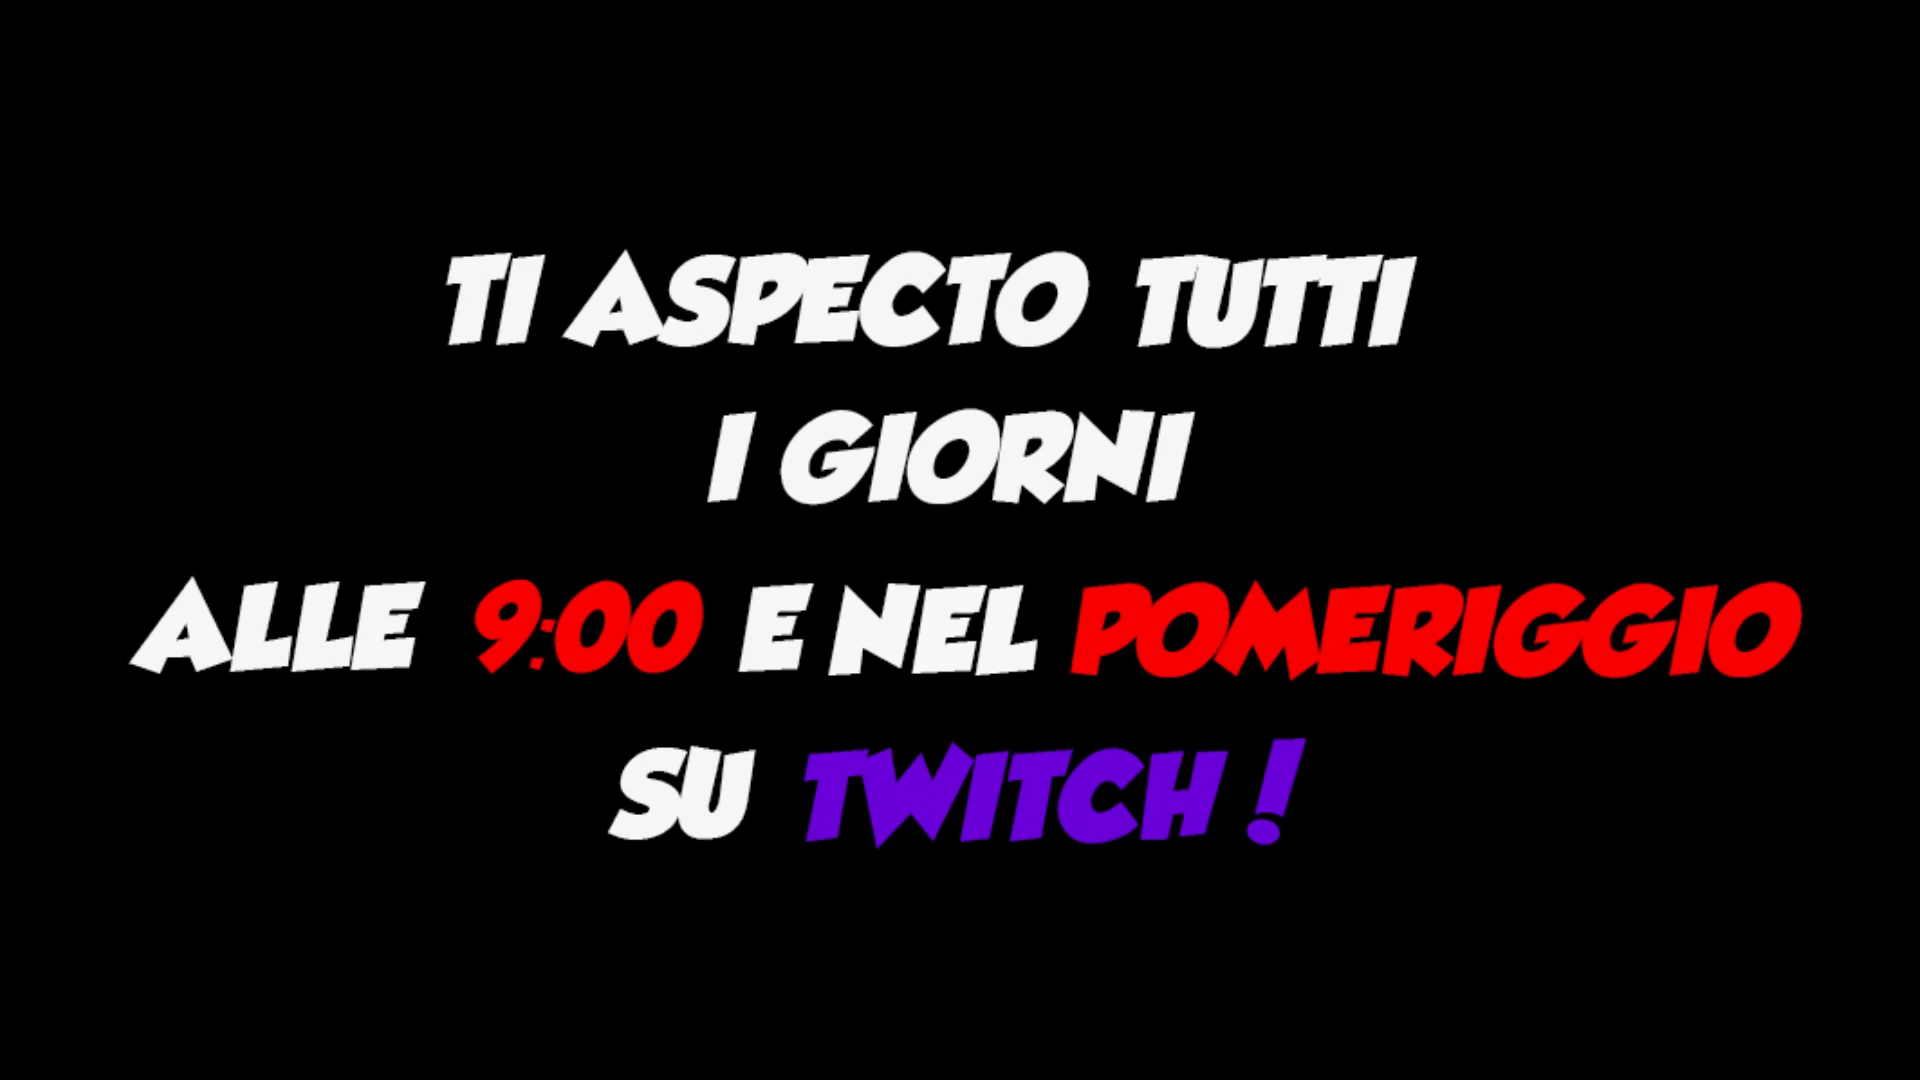 TI ASPECTO TUTTI
I GIORNI
ALLE 9:00 E NEL POMERIGGIO
SU TWITCH!